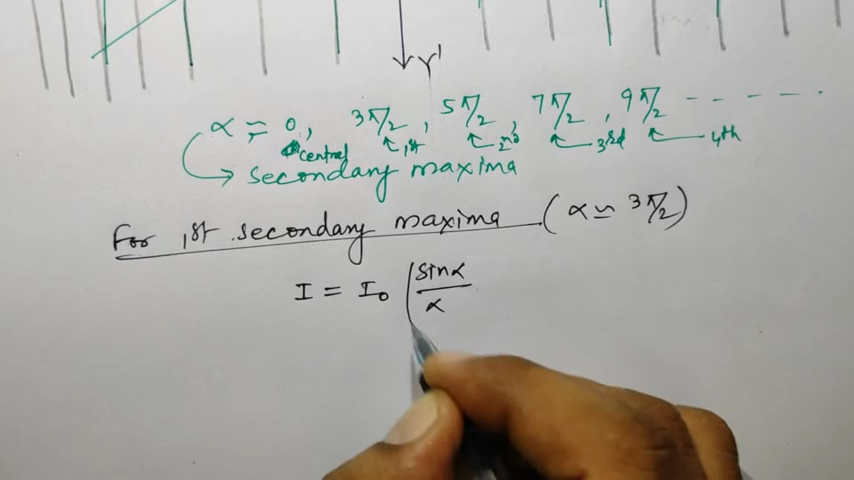 Y'
α ≈ 0, 3π/2, 5π/2, 7π/2, 9π/2 ------.
central 1st 2nd 3rd 4th
secondary maxima
For 1st secondary maxima (α ≃ 3π/2)
I = I₀ (sinα/α